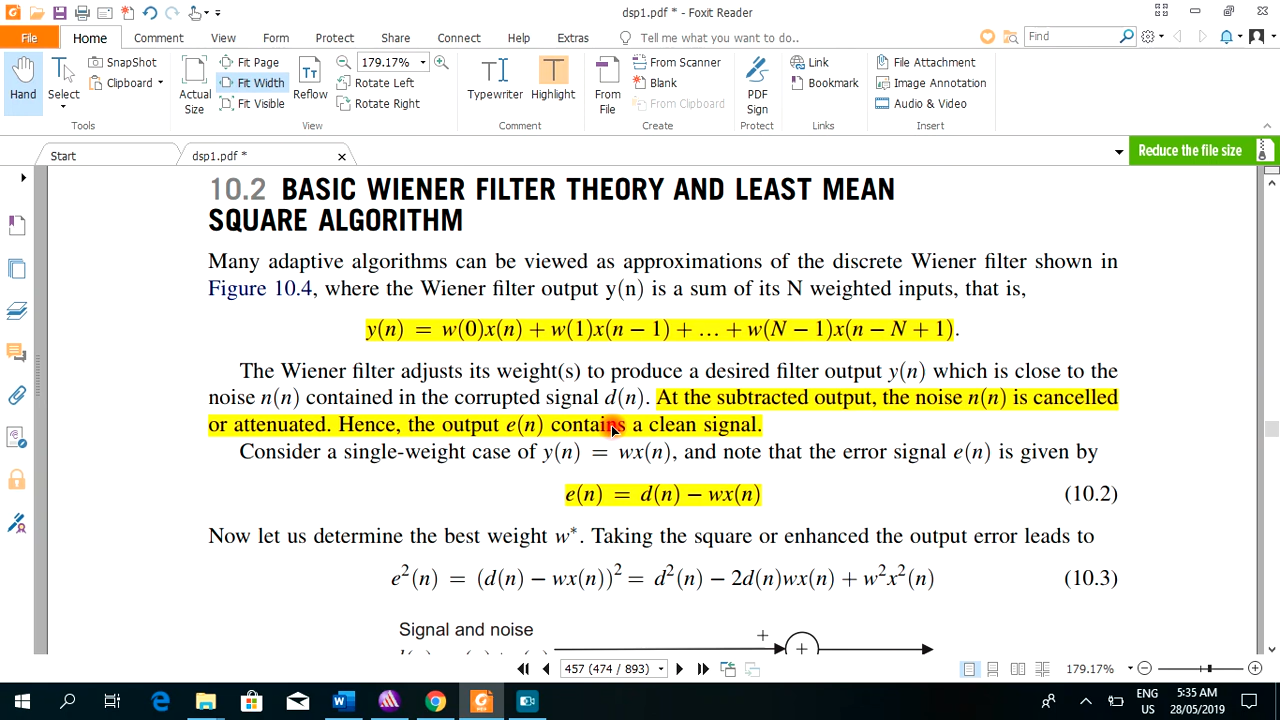 dsp1.pdf * - Foxit Reader
File Home Comment View Form Protect Share Connect Help Extras Tell me what you want to do.. Find
Hand Select SnapShot Clipboard Actual Size Fit Page Fit Width Fit Visible Reflow 179.17% Rotate Left Rotate Right Typewriter Highlight From File From Scanner Blank From Clipboard PDF Sign Link Bookmark File Attachment Image Annotation Audio & Video
Tools View Comment Create Protect Links Insert
Start dsp1.pdf * Reduce the file size
10.2 BASIC WIENER FILTER THEORY AND LEAST MEAN
SQUARE ALGORITHM
Many adaptive algorithms can be viewed as approximations of the discrete Wiener filter shown in
Figure 10.4, where the Wiener filter output y(n) is a sum of its N weighted inputs, that is,
y(n) = w(0)x(n) + w(1)x(n − 1) + … + w(N − 1)x(n − N + 1).
The Wiener filter adjusts its weight(s) to produce a desired filter output y(n) which is close to the
noise n(n) contained in the corrupted signal d(n). At the subtracted output, the noise n(n) is cancelled
or attenuated. Hence, the output e(n) contains a clean signal.
Consider a single-weight case of y(n) = wx(n), and note that the error signal e(n) is given by
e(n) = d(n) − wx(n) (10.2)
Now let us determine the best weight w*. Taking the square or enhanced the output error leads to
e²(n) = (d(n) − wx(n))² = d²(n) − 2d(n)wx(n) + w²x²(n) (10.3)
Signal and noise
+
+
457 (474 / 893) 179.17%
ENG US 5:35 AM 28/05/2019